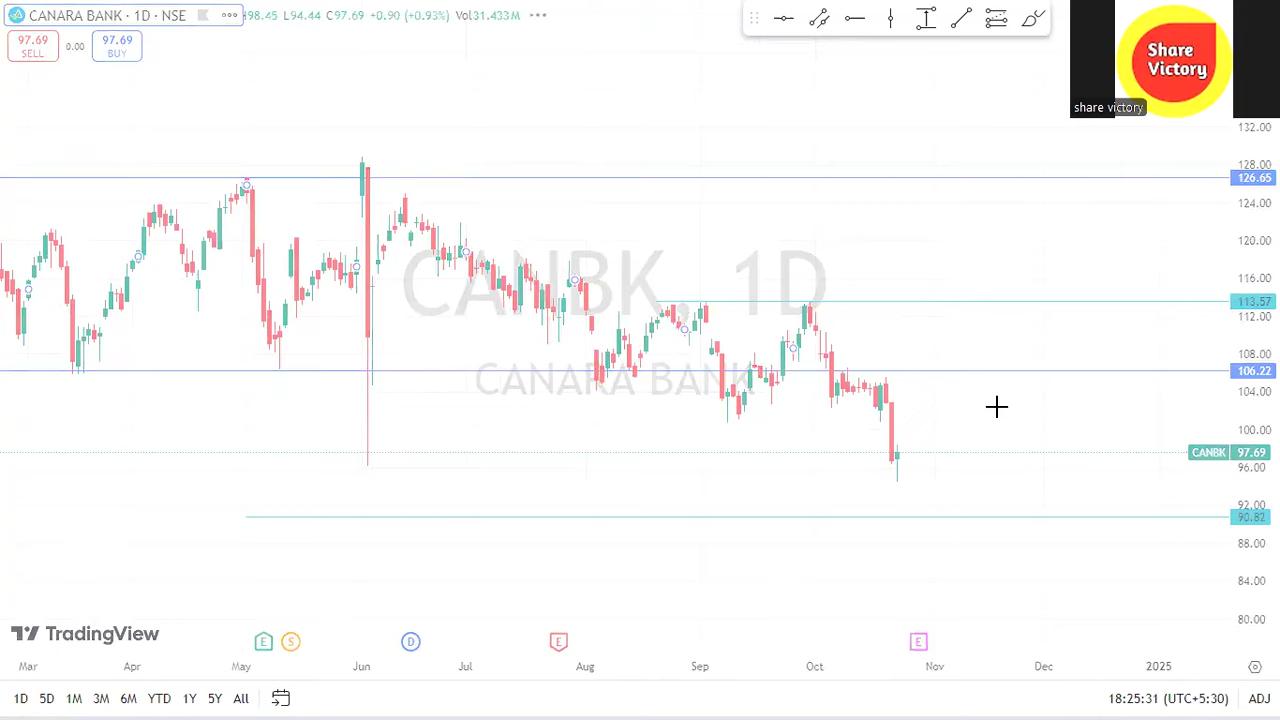 CANARA BANK · 1D · NSE
H98.45 L94.44 C97.69 +0.90 (+0.93%) Vol31.433M
97.69
SELL
0.00
97.69
BUY
Share
Victory
share victory
132.00
128.00
126.65
124.00
120.00
116.00
113.57
112.00
108.00
106.22
104.00
100.00
CANBK 97.69
96.00
92.00
90.82
88.00
84.00
80.00
CANBK, 1D
CANARA BANK
TradingView
E
S
D
E
E
Mar Apr May Jun Jul Aug Sep Oct Nov Dec 2025
1D 5D 1M 3M 6M YTD 1Y 5Y All
18:25:31 (UTC+5:30) ADJ